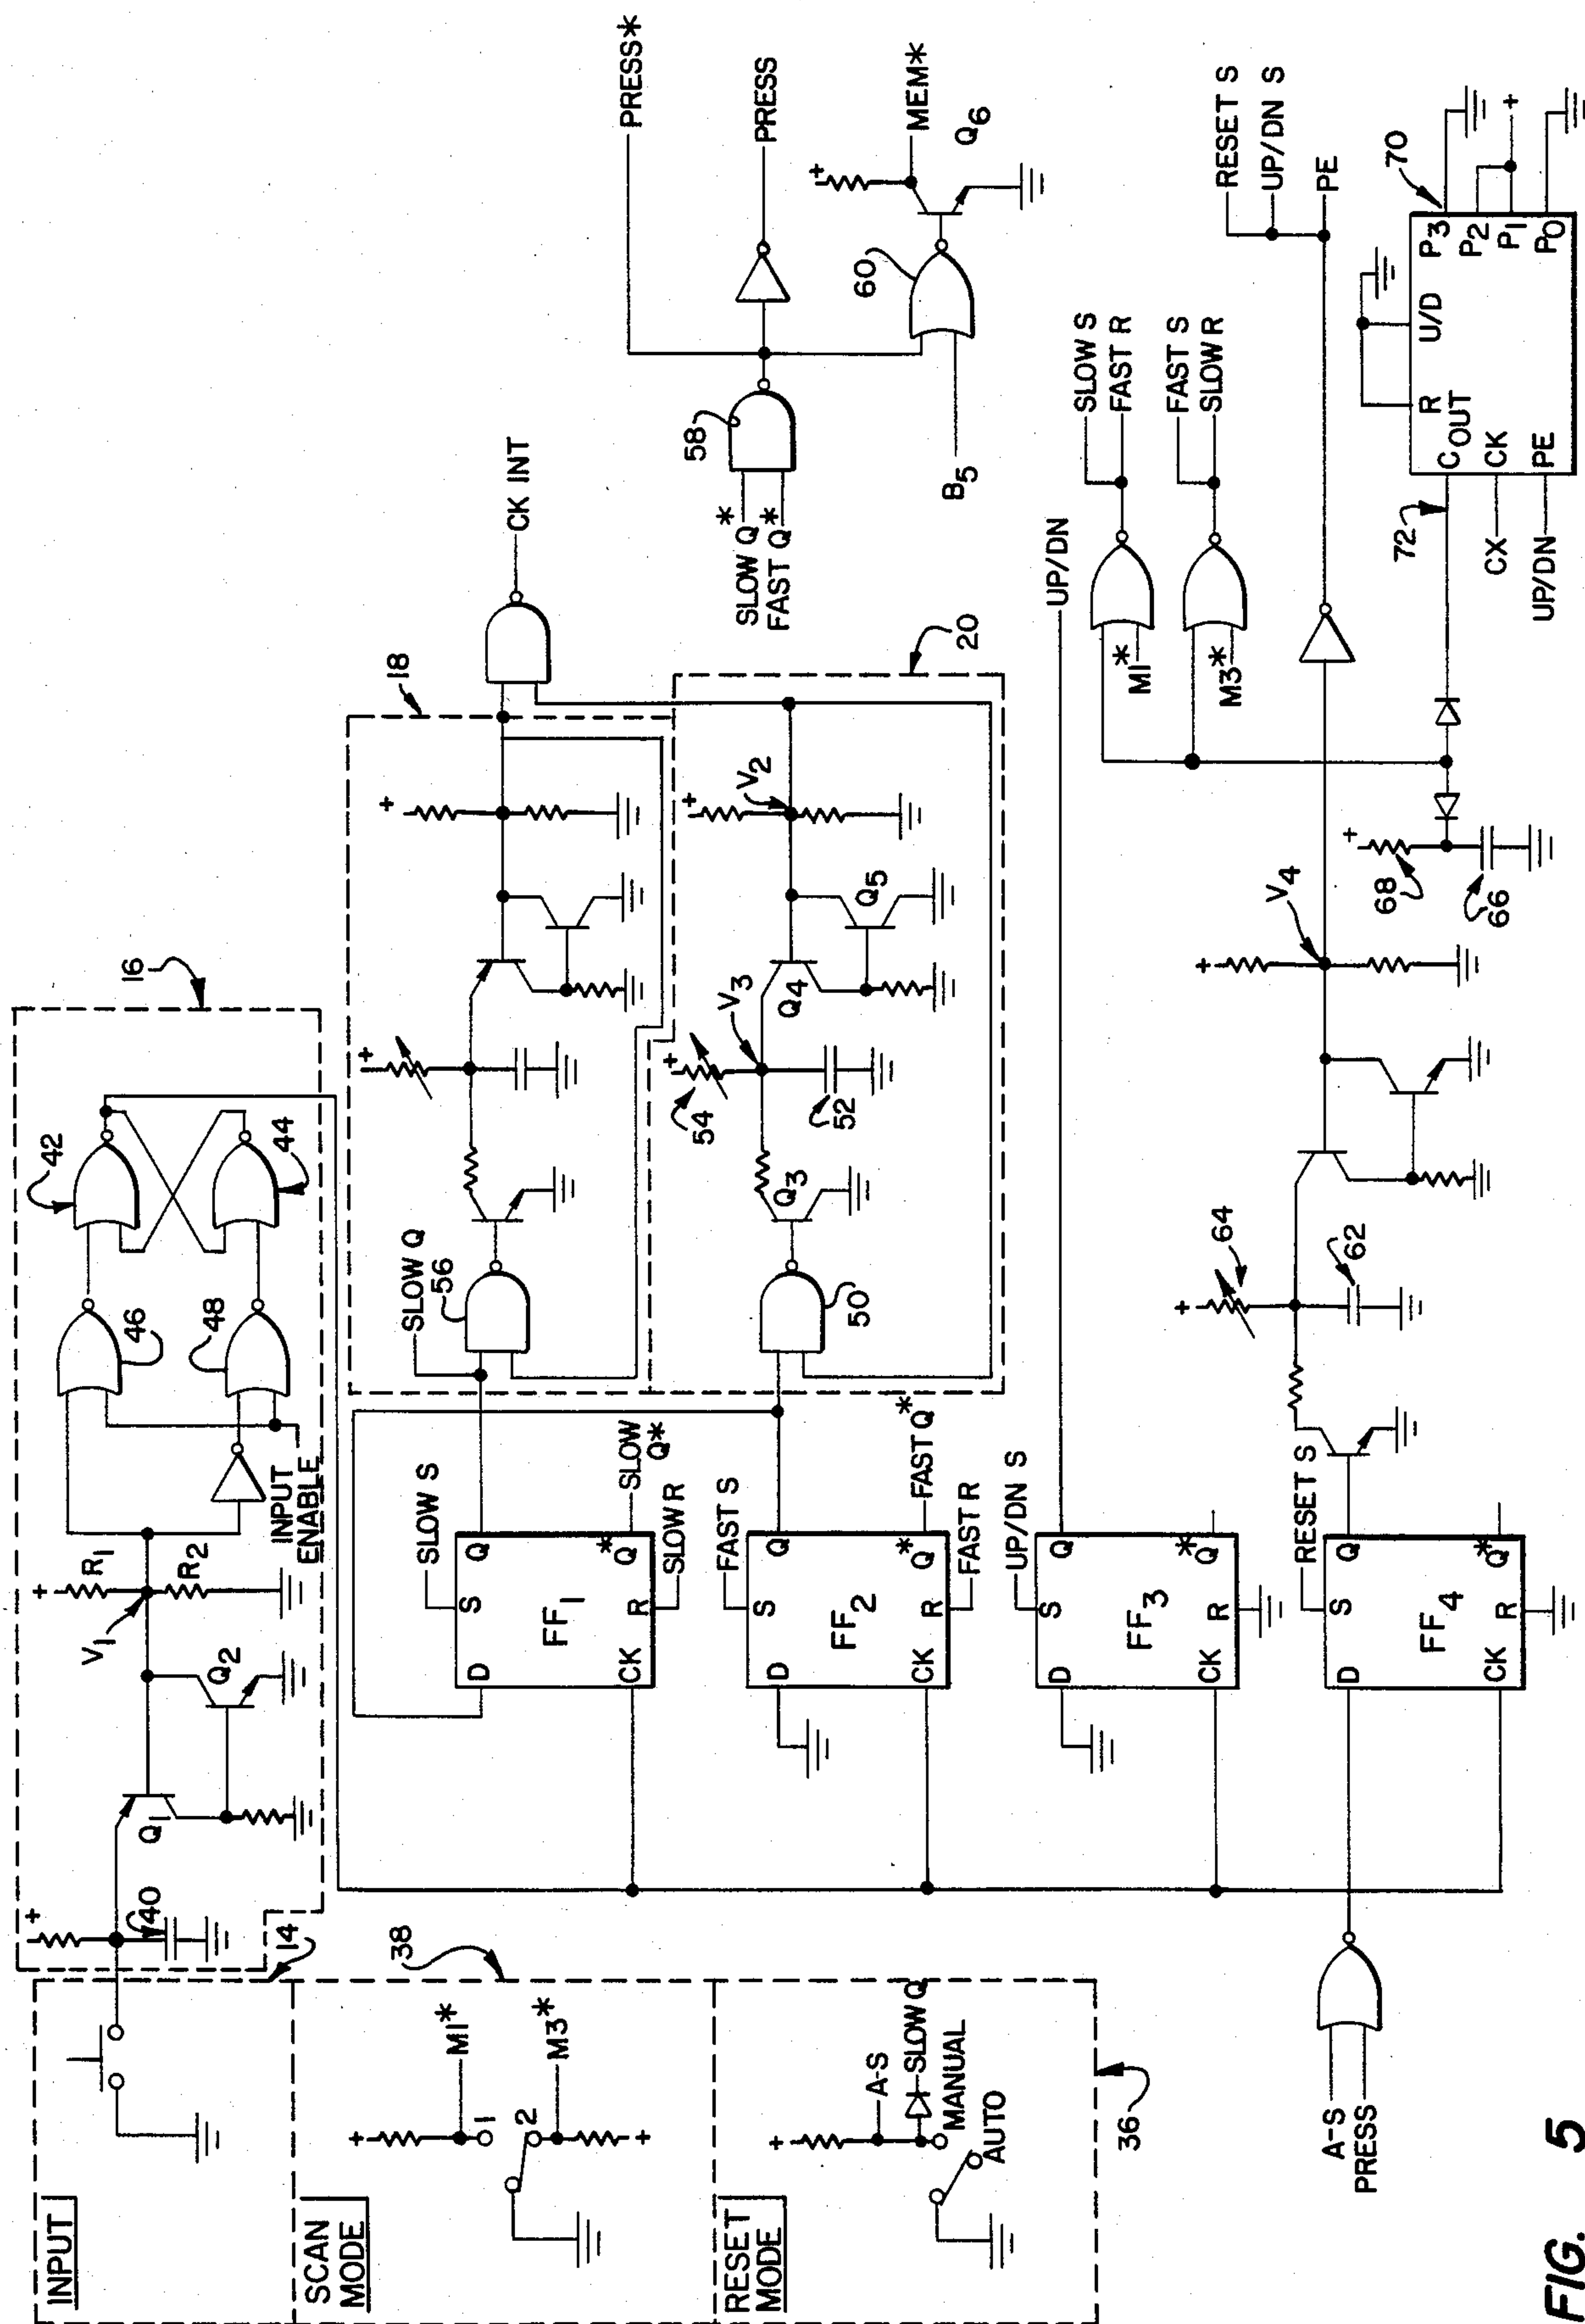 INPUT
14
SCAN
MODE
+
M1*
1
2
M3*
+
38
RESET
MODE
+
A-S
SLOW Q
MANUAL
AUTO
36
16
+
40
Q1
Q2
V1
+
R1
R2
INPUT
ENABLE
46
48
42
44
SLOW S
S
Q
D
FF1
*
Q
CK
R
SLOW
Q*
SLOW R
FAST S
S
Q
D
FF2
*
Q
CK
R
FAST Q*
FAST R
UP/DN S
S
Q
D
FF3
*
Q
CK
R
RESET S
S
Q
D
FF4
*
Q
CK
R
A-S
PRESS
SLOW Q
56
+
+
18
50
Q3
54
+
V3
52
Q4
Q5
+
V2
20
CK INT
SLOW Q*
FAST Q*
58
PRESS*
PRESS
60
B5
+
MEM*
Q6
UP/DN
M1*
M3*
SLOW S
FAST R
FAST S
SLOW R
+
64
62
+
V4
+
68
66
RESET S
UP/DN S
PE
72
CX
UP/DN
70
COUT
R
U/D
P3
P2
P1
P0
CK
PE
+
FIG. 5